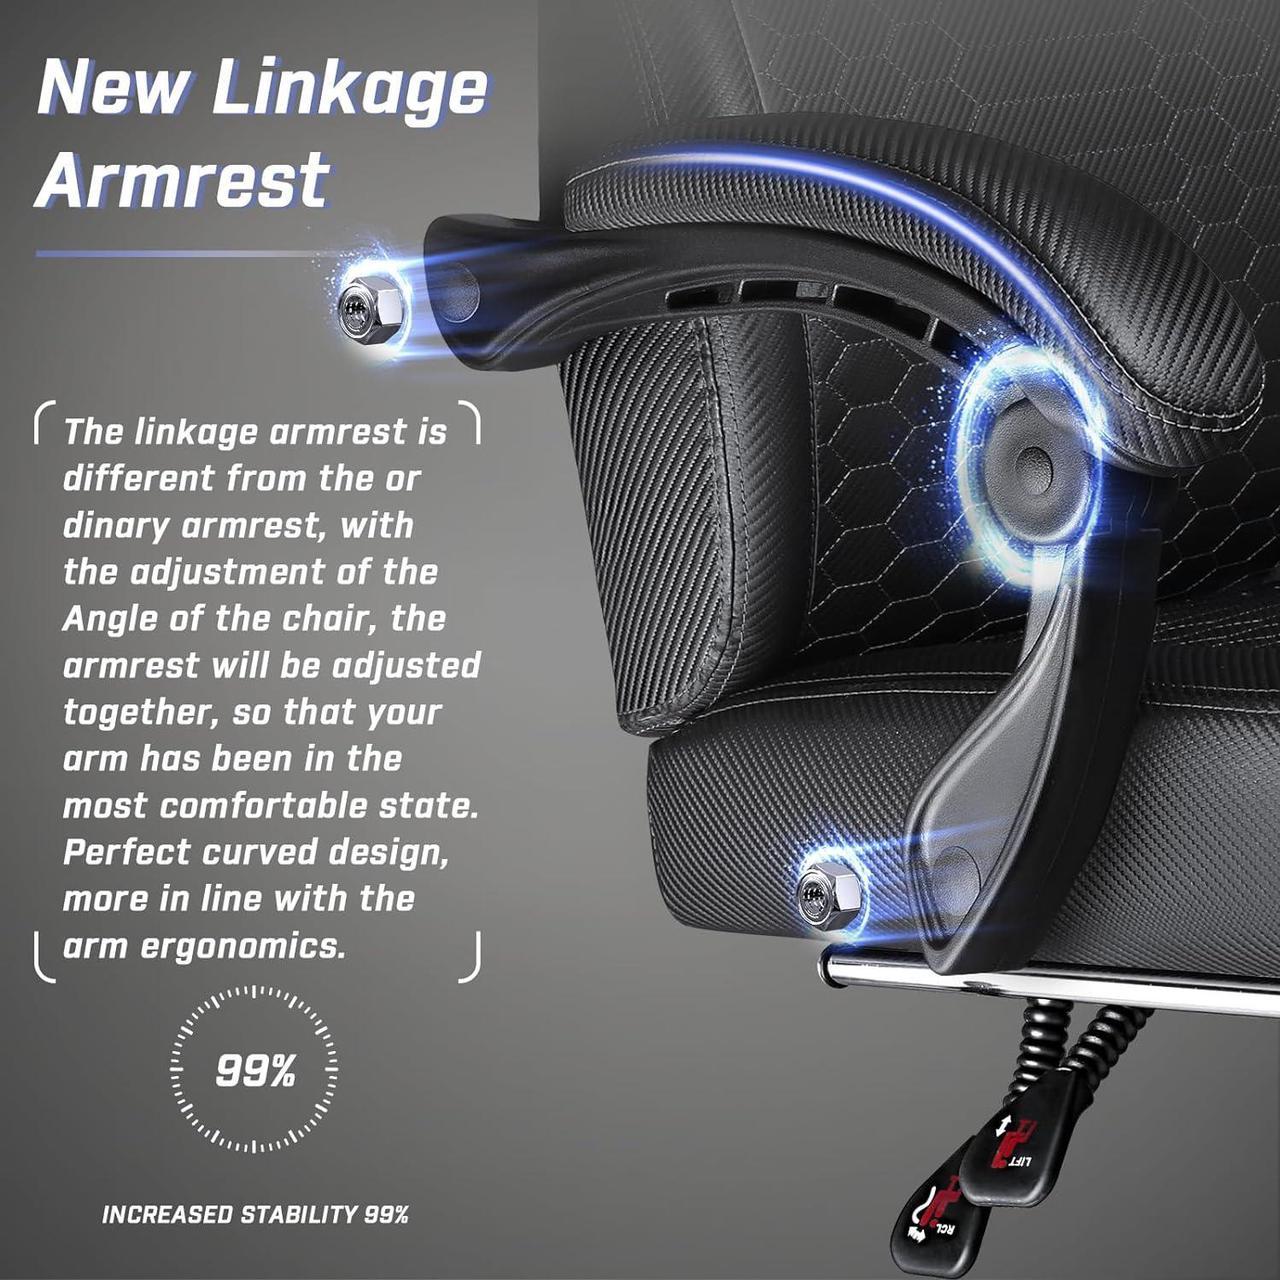 New Linkage
Armrest
The linkage armrest is
different from the or
dinary armrest, with
the adjustment of the
Angle of the chair, the
armrest will be adjusted
together, so that your
arm has been in the
most comfortable state.
Perfect curved design,
more in line with the
arm ergonomics.
99%
INCREASED STABILITY 99%
LIFT
RCL